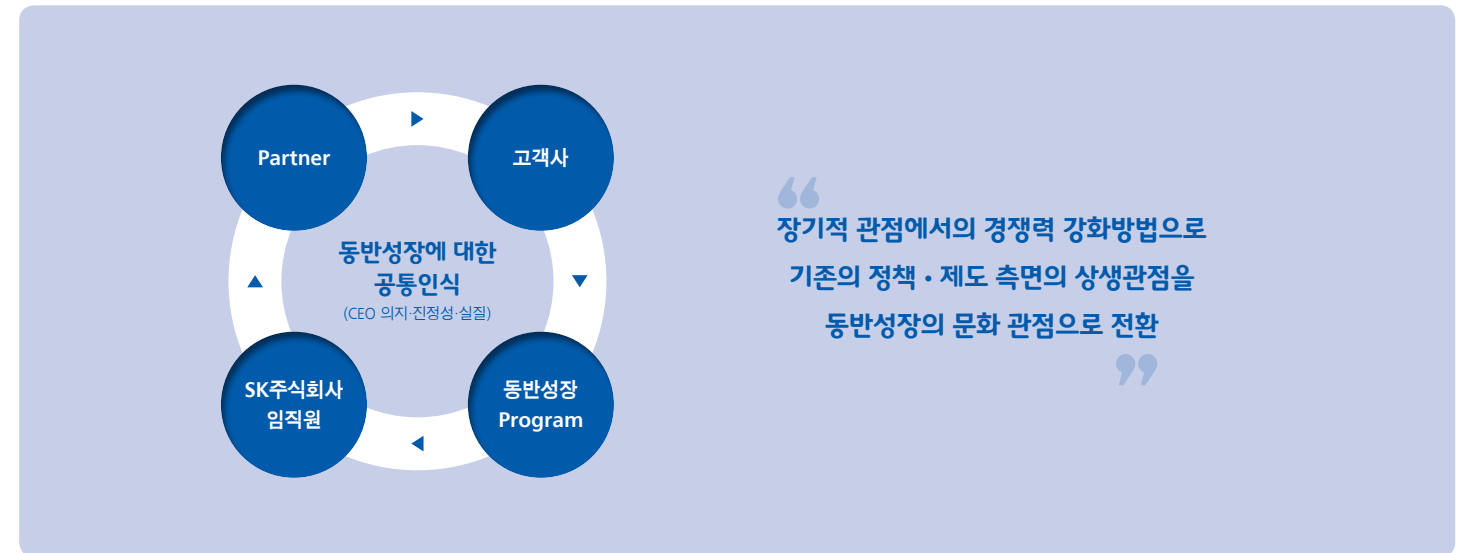 Partner
고객사
동반성장에 대한
공통인식
(CEO 의지·진정성·실질)
SK주식회사
임직원
동반성장
Program
“
장기적 관점에서의 경쟁력 강화방법으로
기존의 정책 · 제도 측면의 상생관점을
동반성장의 문화 관점으로 전환
”